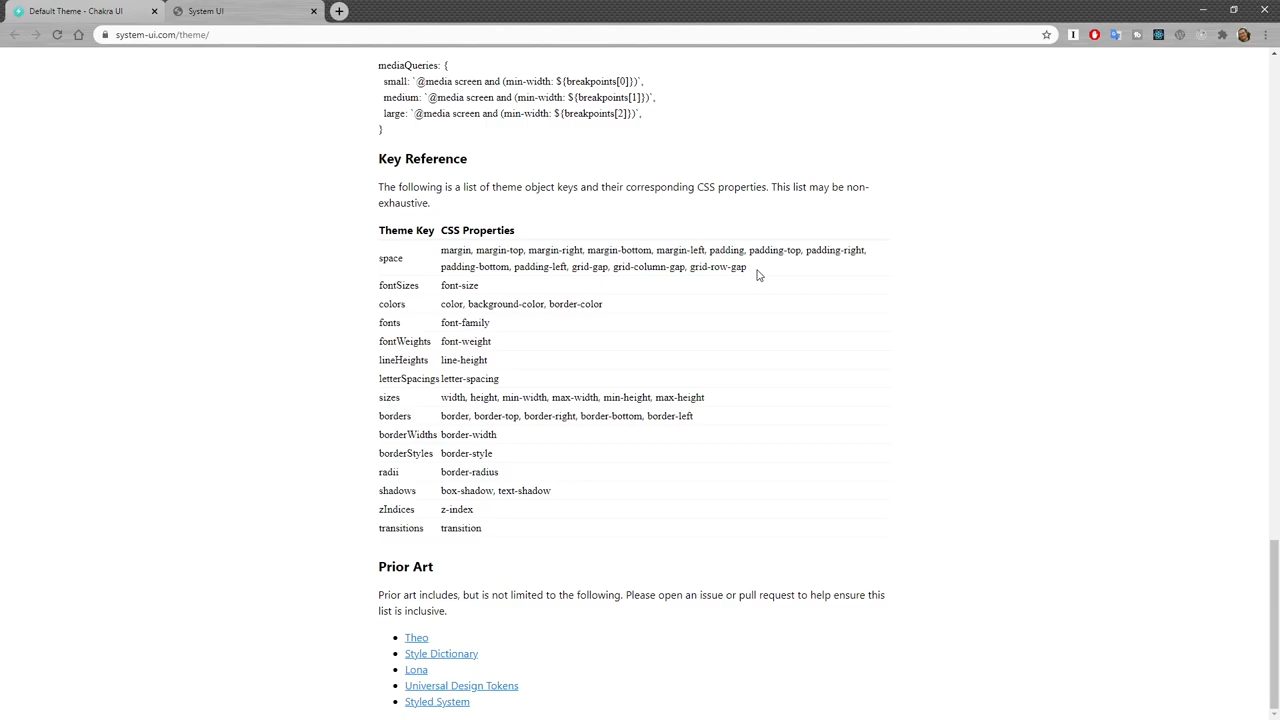 Default Theme - Chakra UI
System UI
system-ui.com/theme/
mediaQueries: {
small: `@media screen and (min-width: ${breakpoints[0]})`,
medium: `@media screen and (min-width: ${breakpoints[1]})`,
large: `@media screen and (min-width: ${breakpoints[2]})`,
}
Key Reference
The following is a list of theme object keys and their corresponding CSS properties. This list may be non-
exhaustive.
Theme Key CSS Properties
space margin, margin-top, margin-right, margin-bottom, margin-left, padding, padding-top, padding-right,
padding-bottom, padding-left, grid-gap, grid-column-gap, grid-row-gap
fontSizes font-size
colors color, background-color, border-color
fonts font-family
fontWeights font-weight
lineHeights line-height
letterSpacings letter-spacing
sizes width, height, min-width, max-width, min-height, max-height
borders border, border-top, border-right, border-bottom, border-left
borderWidths border-width
borderStyles border-style
radii border-radius
shadows box-shadow, text-shadow
zIndices z-index
transitions transition
Prior Art
Prior art includes, but is not limited to the following. Please open an issue or pull request to help ensure this
list is inclusive.
Theo
Style Dictionary
Lona
Universal Design Tokens
Styled System